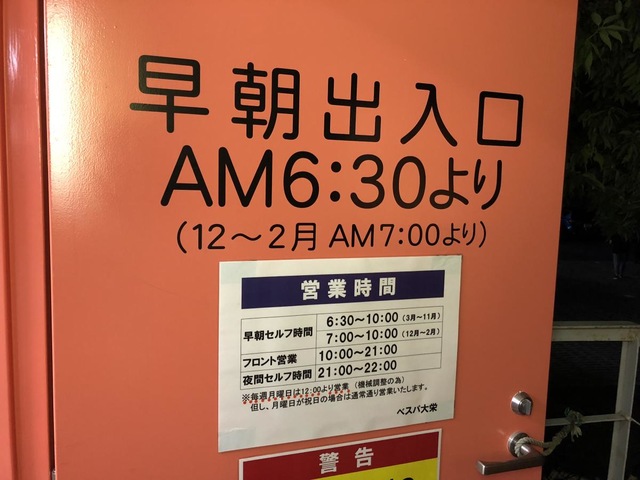 早朝出入口
AM6:30より
(12〜2月 AM7:00より)
営業時間
早朝セルフ時間 6:30〜10:00 (3月〜11月)
7:00〜10:00 (12月〜2月)
フロント営業 10:00〜21:00
夜間セルフ時間 21:00〜22:00
※毎週月曜日は12:00より営業 (機械調整の為)
但し、月曜日が祝日の場合は通常通り営業いたします。
ベスパ大栄
警告